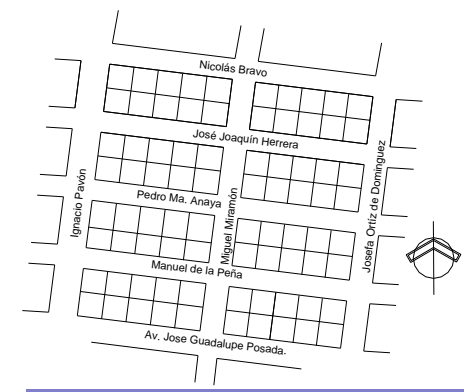 Nicolás Bravo
José Joaquín Herrera
Ignacio Pavón
Pedro Ma. Anaya
Miguel Miramón
Josefa Ortíz de Dominguez
Manuel de la Peña
Av. Jose Guadalupe Posada.